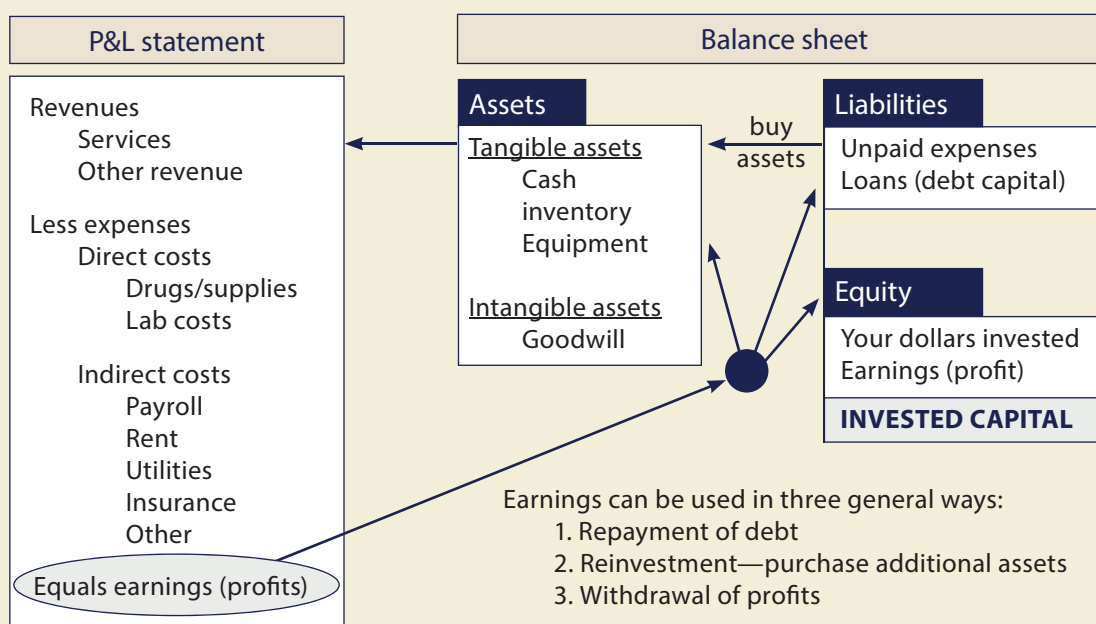 P&L statement
Revenues
Services
Other revenue
Less expenses
Direct costs
Drugs/supplies
Lab costs
Indirect costs
Payroll
Rent
Utilities
Insurance
Other
Equals earnings (profits)
Balance sheet
Assets
Tangible assets
Cash
inventory
Equipment
Intangible assets
Goodwill
buy
assets
Liabilities
Unpaid expenses
Loans (debt capital)
Equity
Your dollars invested
Earnings (profit)
INVESTED CAPITAL
Earnings can be used in three general ways:
1. Repayment of debt
2. Reinvestment—purchase additional assets
3. Withdrawal of profits